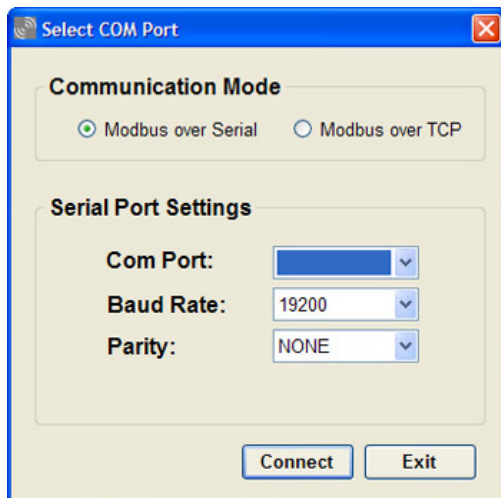 Select COM Port
Communication Mode
Modbus over Serial Modbus over TCP
Serial Port Settings
Com Port:
Baud Rate: 19200
Parity: NONE
Connect Exit